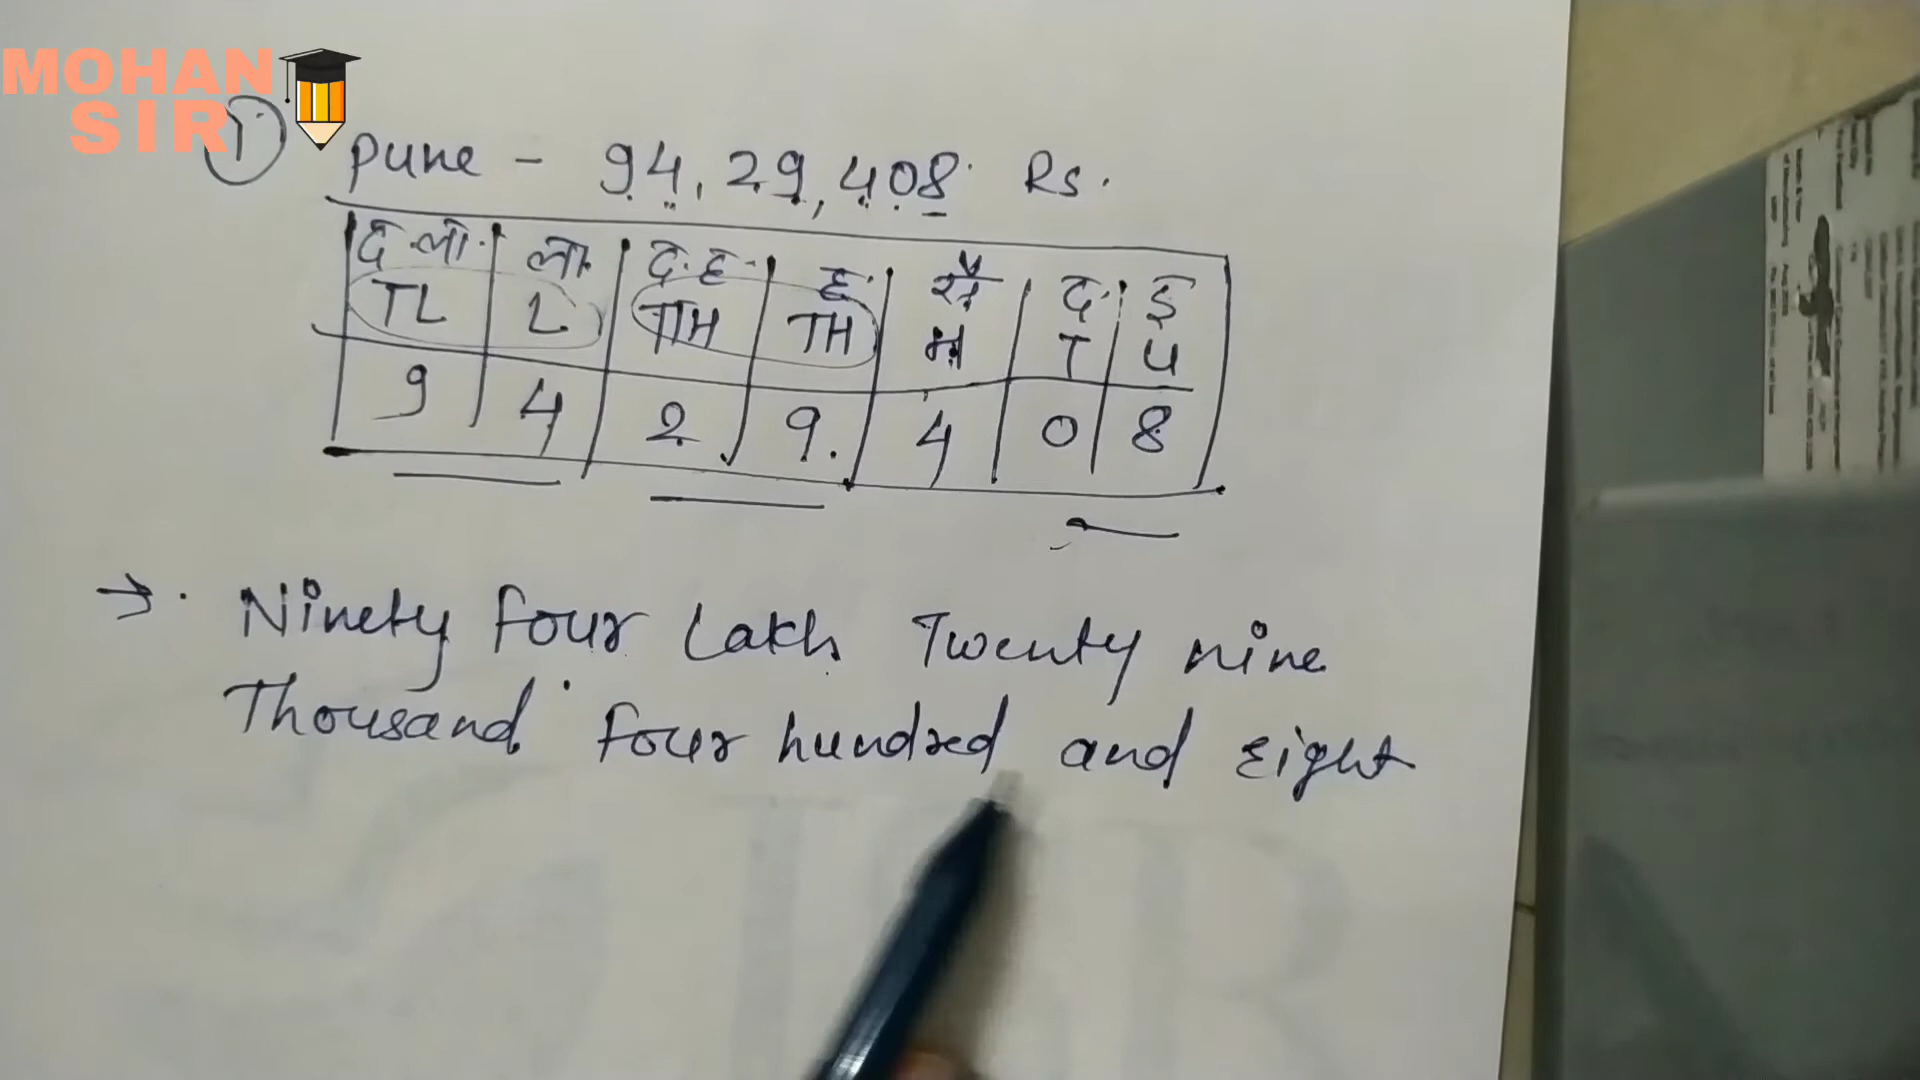 MOHAN
SIR
① Pune - 94,29,408 Rs.
द.ला. ला. द.ह. ह. श द. इ
TL L TTH TH H T U
9 4 2 9. 4 0 8
→ Ninety four Lakh Twenty nine
Thousand four hundred and Eight